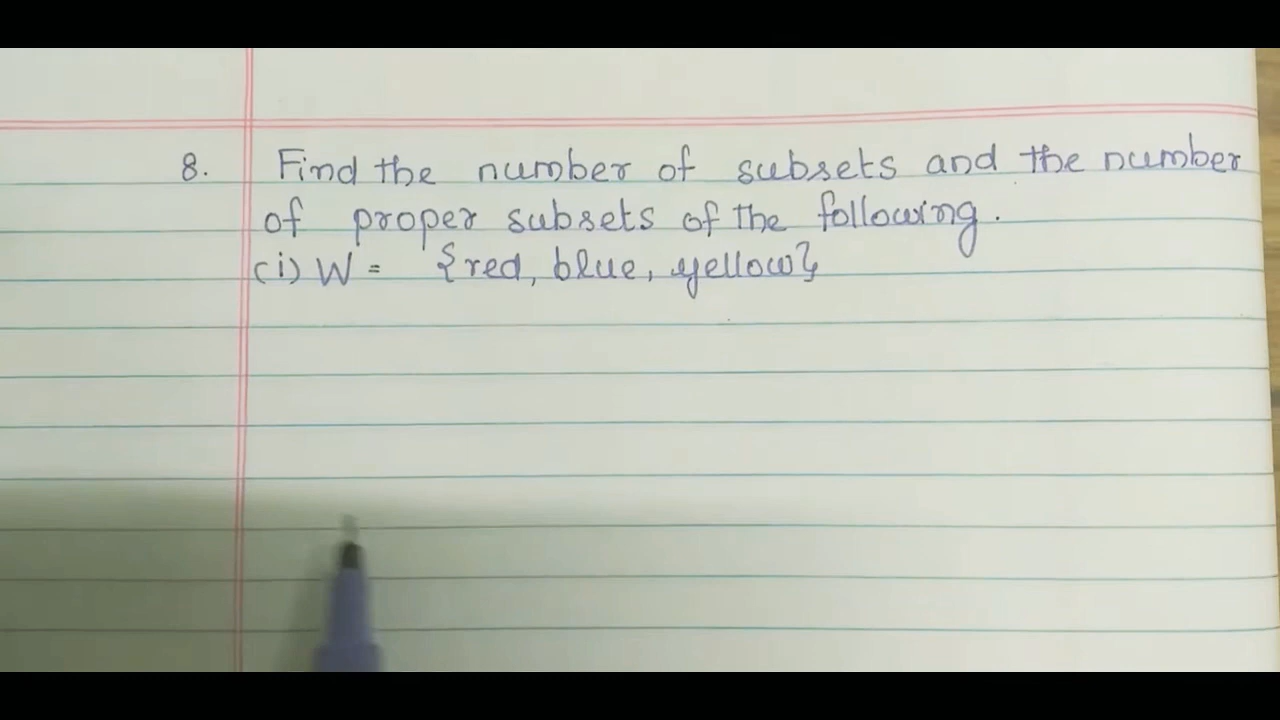 8. Find the number of subsets and the number
of proper subsets of the following.
(i) W = {red, blue, yellow}